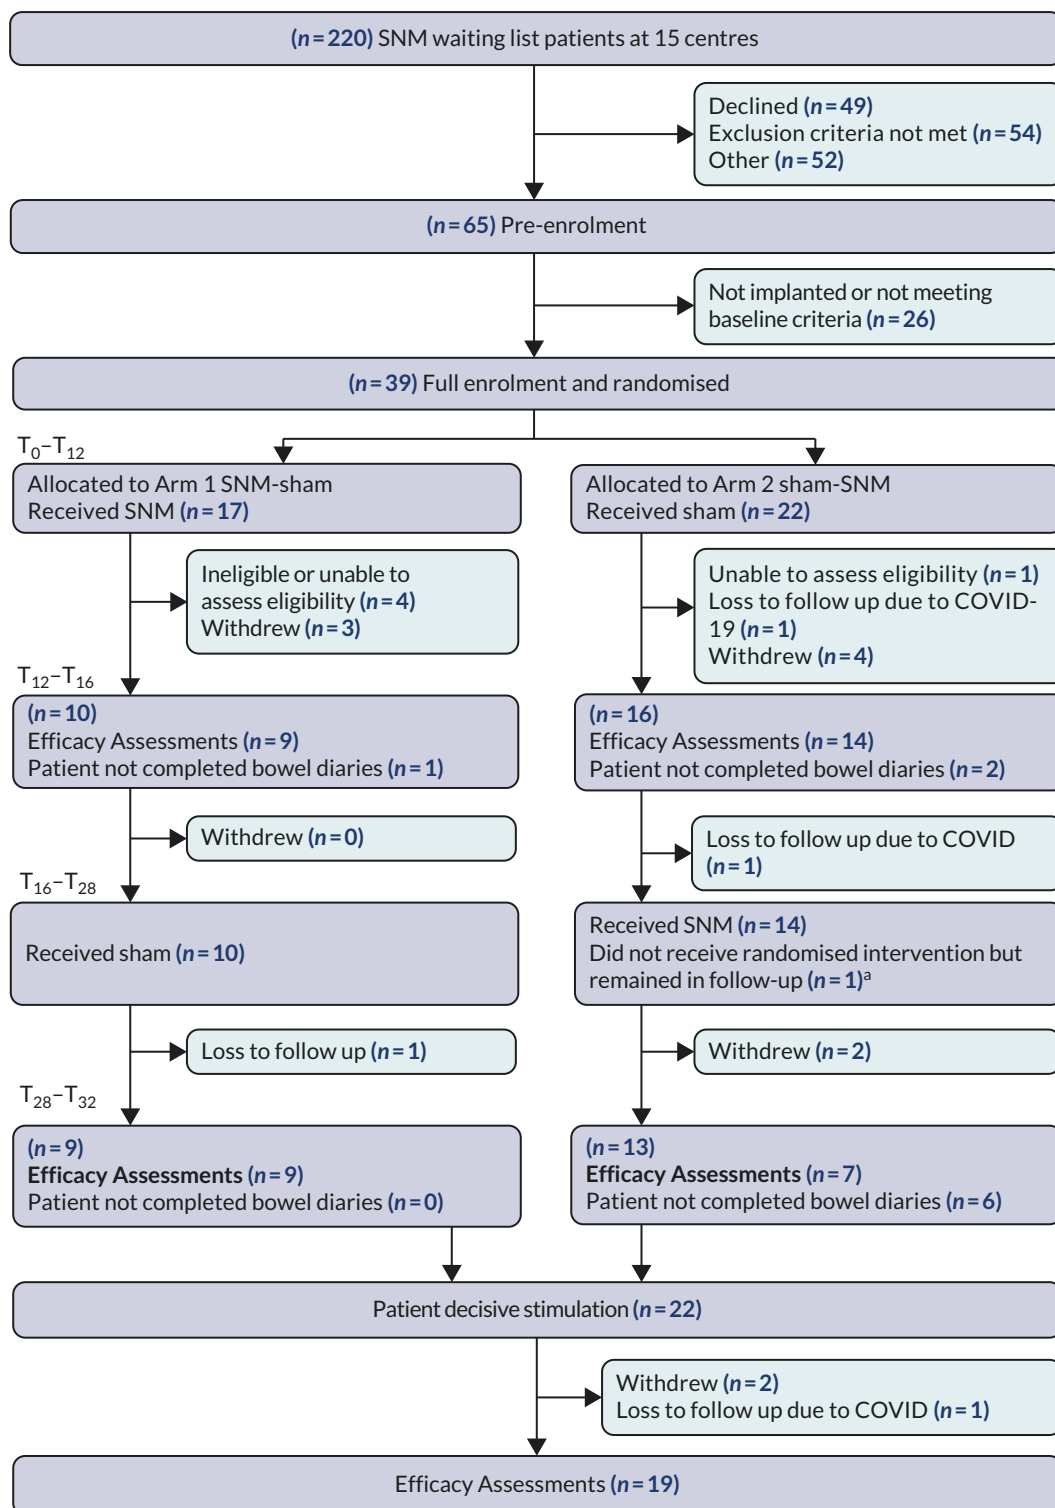 (n=220) SNM waiting list patients at 15 centres
Declined (n=49)
Exclusion criteria not met (n=54)
Other (n=52)
(n=65) Pre-enrolment
Not implanted or not meeting
baseline criteria (n=26)
(n=39) Full enrolment and randomised
T0–T12
Allocated to Arm 1 SNM-sham
Received SNM (n=17)
Allocated to Arm 2 sham-SNM
Received sham (n=22)
Ineligible or unable to
assess eligibility (n=4)
Withdrew (n=3)
Unable to assess eligibility (n=1)
Loss to follow up due to COVID-
19 (n=1)
Withdrew (n=4)
T12–T16
(n=10)
Efficacy Assessments (n=9)
Patient not completed bowel diaries (n=1)
(n=16)
Efficacy Assessments (n=14)
Patient not completed bowel diaries (n=2)
Withdrew (n=0)
Loss to follow up due to COVID
(n=1)
T16–T28
Received sham (n=10)
Received SNM (n=14)
Did not receive randomised intervention but
remained in follow-up (n=1)a
Loss to follow up (n=1)
Withdrew (n=2)
T28–T32
(n=9)
Efficacy Assessments (n=9)
Patient not completed bowel diaries (n=0)
(n=13)
Efficacy Assessments (n=7)
Patient not completed bowel diaries (n=6)
Patient decisive stimulation (n=22)
Withdrew (n=2)
Loss to follow up due to COVID (n=1)
Efficacy Assessments (n=19)